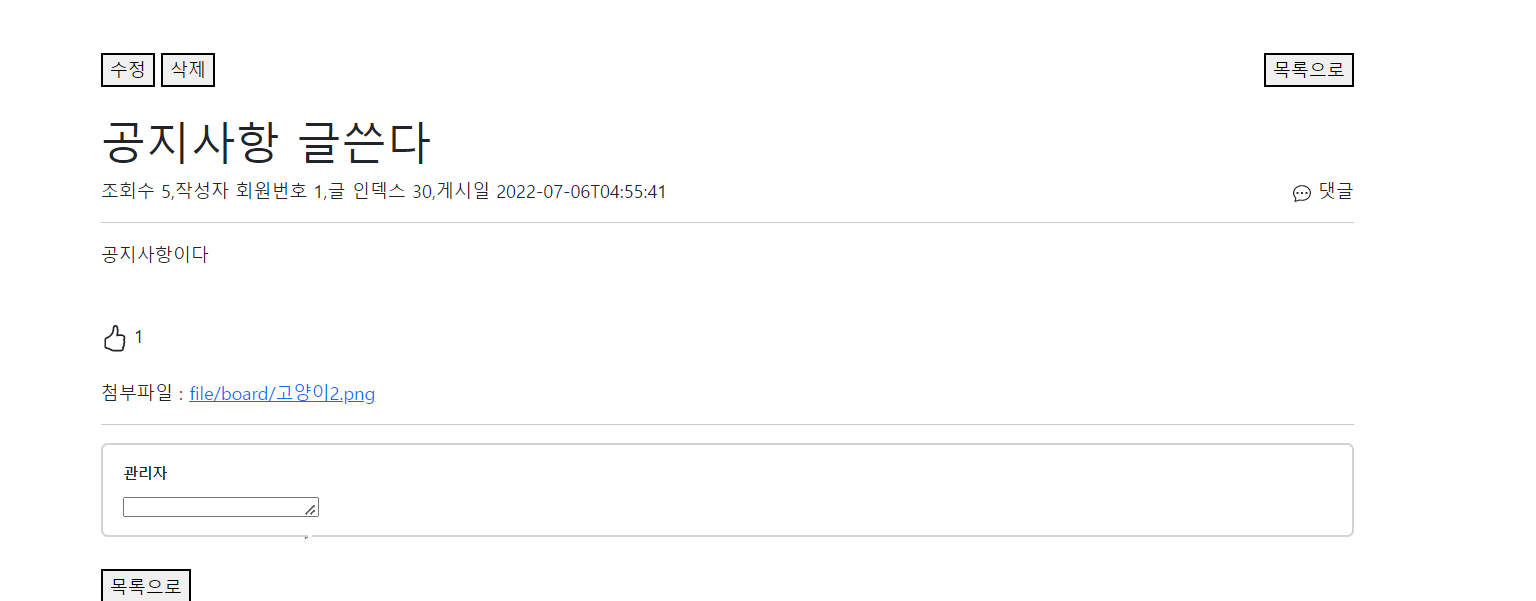 수정 삭제 목록으로
공지사항 글쓴다
조회수 5,작성자 회원번호 1,글 인덱스 30,게시일 2022-07-06T04:55:41 댓글
공지사항이다
1
첨부파일 : file/board/고양이2.png
관리자
목록으로